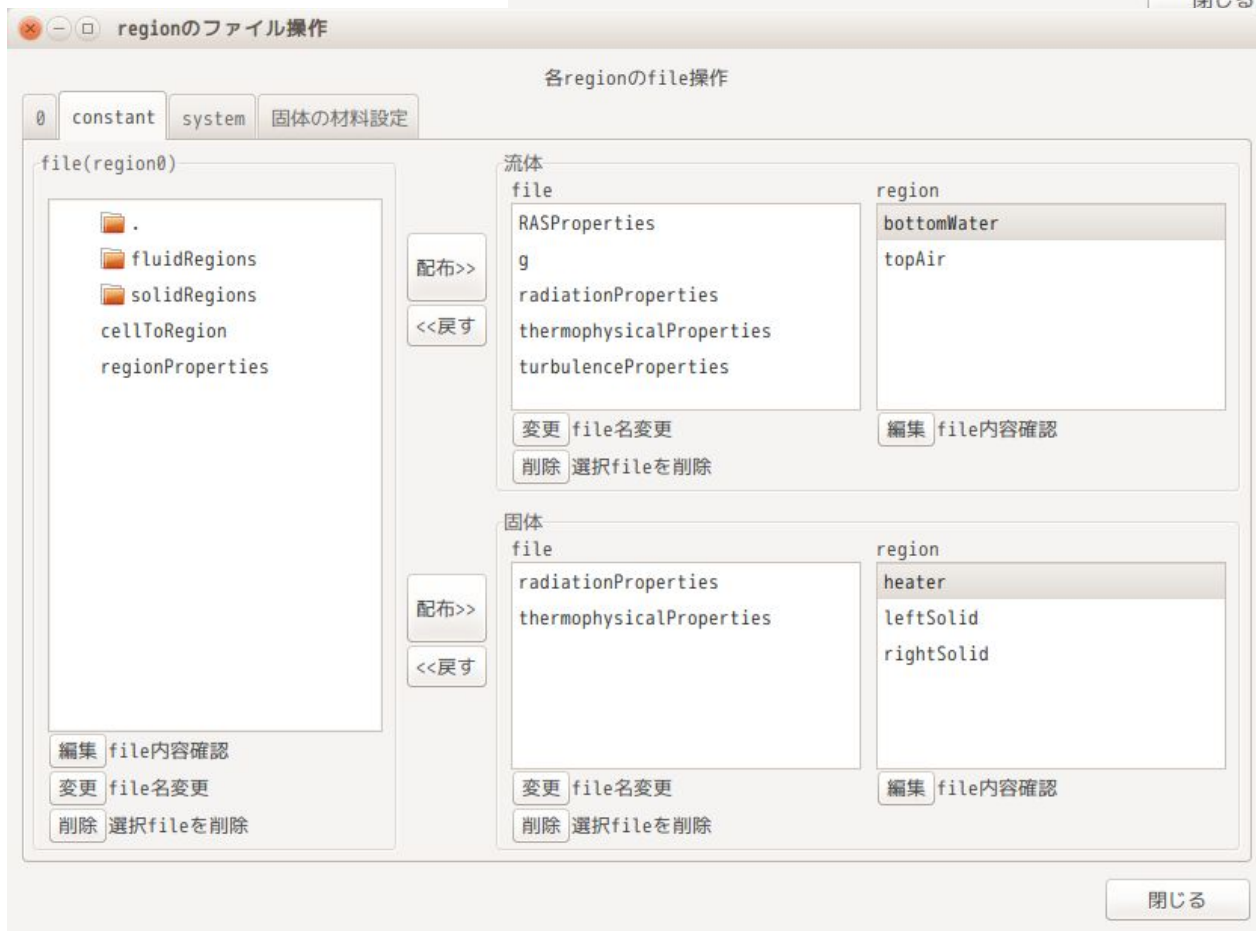 閉じる
regionのファイル操作
各regionのfile操作
0 constant system 固体の材料設定
file(region0)
.
fluidRegions
solidRegions
cellToRegion
regionProperties
編集 file内容確認
変更 file名変更
削除 選択fileを削除
配布>>
<<戻す
流体
file
RASProperties
g
radiationProperties
thermophysicalProperties
turbulenceProperties
変更 file名変更
削除 選択fileを削除
region
bottomWater
topAir
編集 file内容確認
配布>>
<<戻す
固体
file
radiationProperties
thermophysicalProperties
変更 file名変更
削除 選択fileを削除
region
heater
leftSolid
rightSolid
編集 file内容確認
閉じる